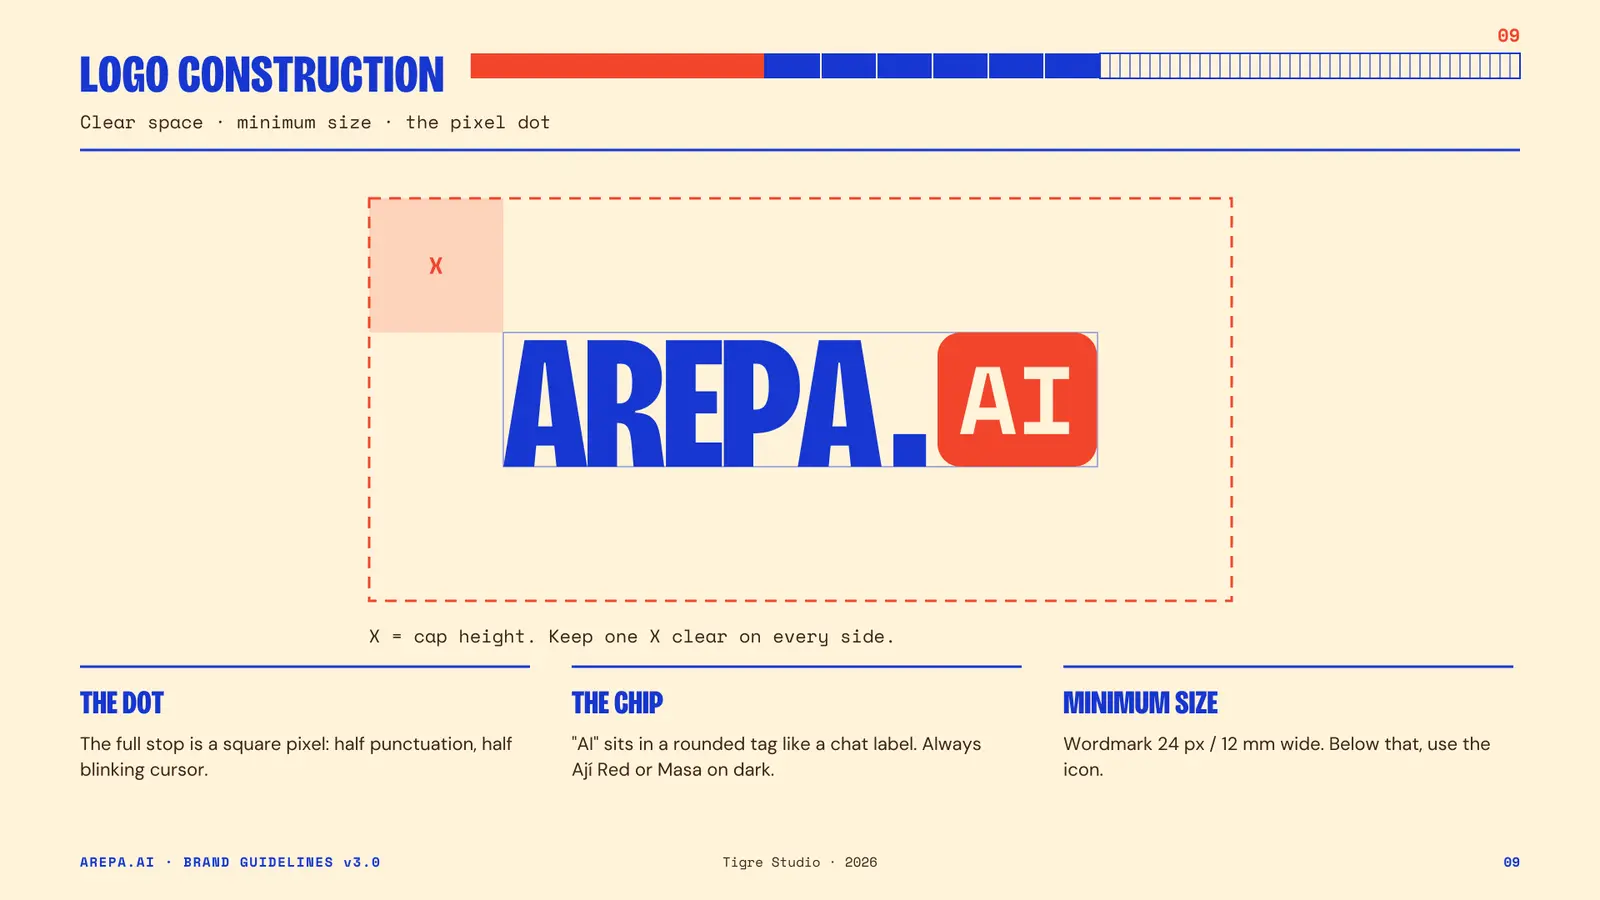 09
LOGO CONSTRUCTION
Clear space · minimum size · the pixel dot
X
AREPA.AI
X = cap height. Keep one X clear on every side.
THE DOT
The full stop is a square pixel: half punctuation, half
blinking cursor.
THE CHIP
"AI" sits in a rounded tag like a chat label. Always
Ají Red or Masa on dark.
MINIMUM SIZE
Wordmark 24 px / 12 mm wide. Below that, use the
icon.
AREPA.AI · BRAND GUIDELINES v3.0
Tigre Studio · 2026
09